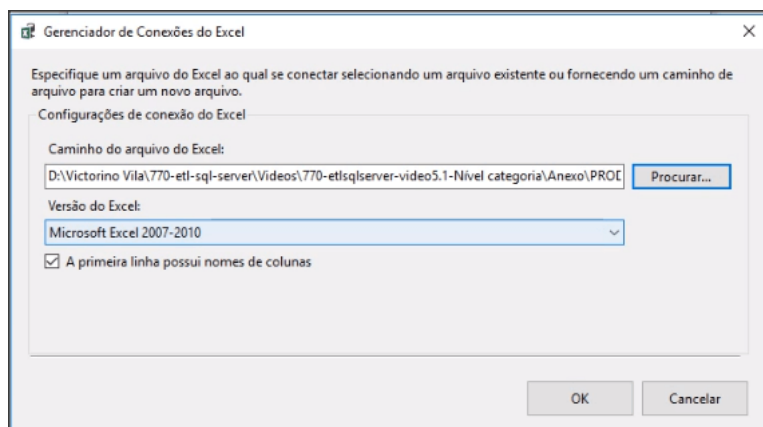 Gerenciador de Conexões do Excel
Especifique um arquivo do Excel ao qual se conectar selecionando um arquivo existente ou fornecendo um caminho de
arquivo para criar um novo arquivo.
Configurações de conexão do Excel
Caminho do arquivo do Excel:
D:\Victorino Vila\770-etl-sql-server\Videos\770-etlsqlserver-video5.1-Nível categoria\Anexo\PROD
Procurar...
Versão do Excel:
Microsoft Excel 2007-2010
A primeira linha possui nomes de colunas
OK
Cancelar